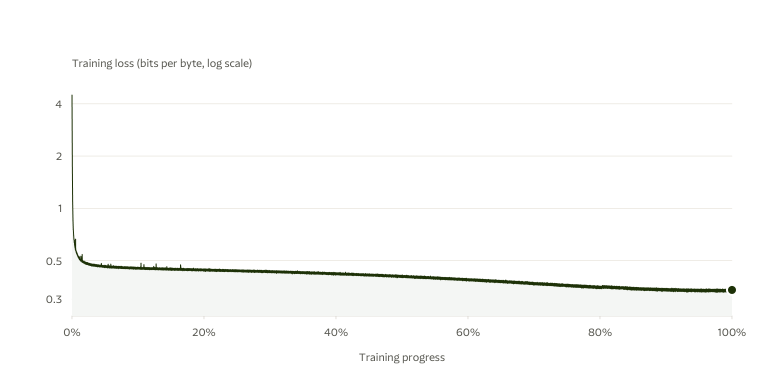 Training loss (bits per byte, log scale)
4
2
1
0.5
0.3
0% 20% 40% 60% 80% 100%
Training progress